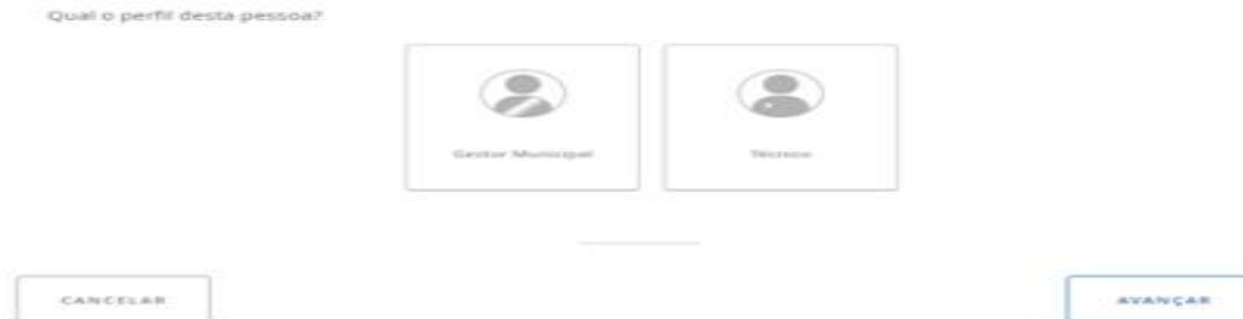 Qual o perfil desta pessoa?
Gestor Municipal
Técnico
CANCELAR
AVANÇAR